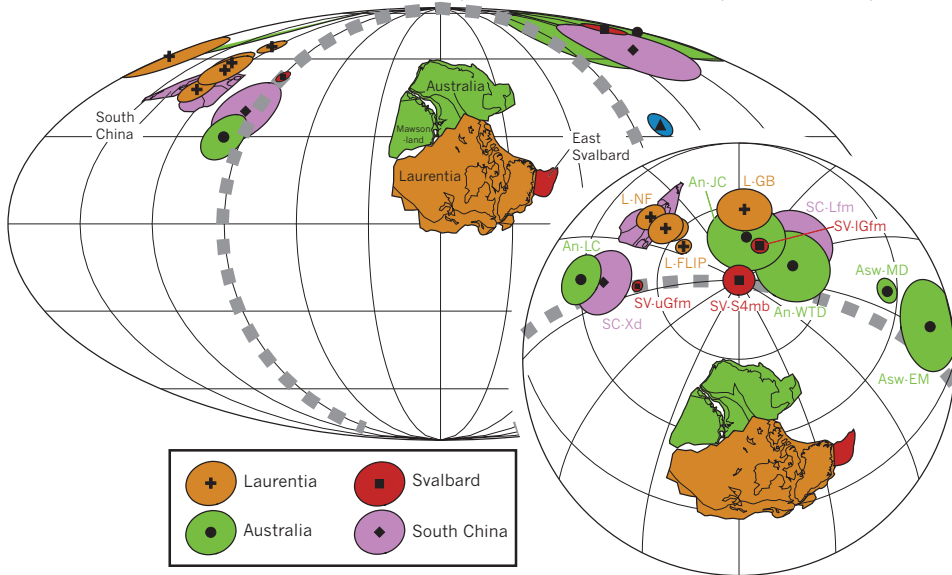 Australia
Mawson
-land
Laurentia
South
China
East
Svalbard
L-NF
An-JC
L-GB
SC-Lfm
SV-lGfm
An-LC
L-FLIP
Asw-MD
SV-uGfm
SC-Xd
SV-S4mb
An-WTD
Asw-EM
Laurentia
Svalbard
Australia
South China